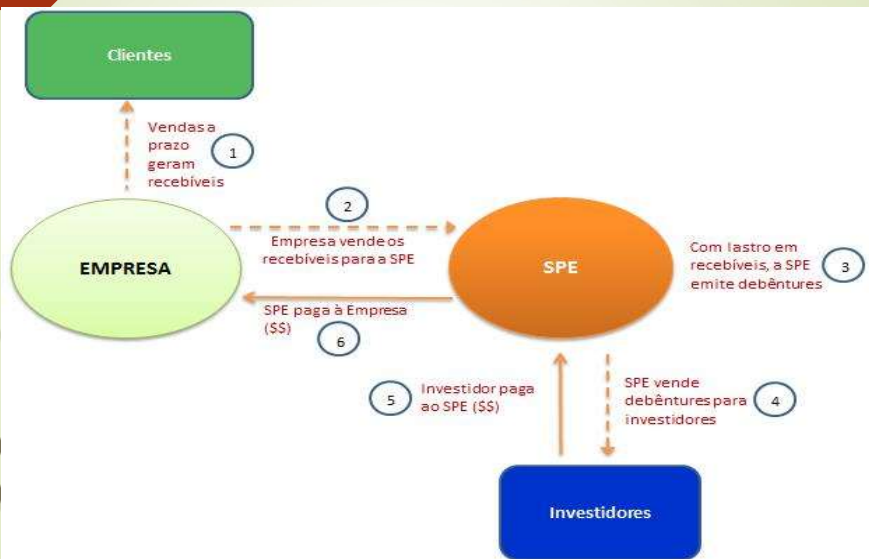 Clientes
Vendas a
prazo
geram
recebíveis
1
2
Empresa vende os
recebíveis para a SPE
EMPRESA
SPE
Com lastro em
recebíveis, a SPE
emite debêntures
3
SPE paga à Empresa
($$)
6
5
Investidor paga
ao SPE ($$)
SPE vende
debêntures para
investidores
4
Investidores